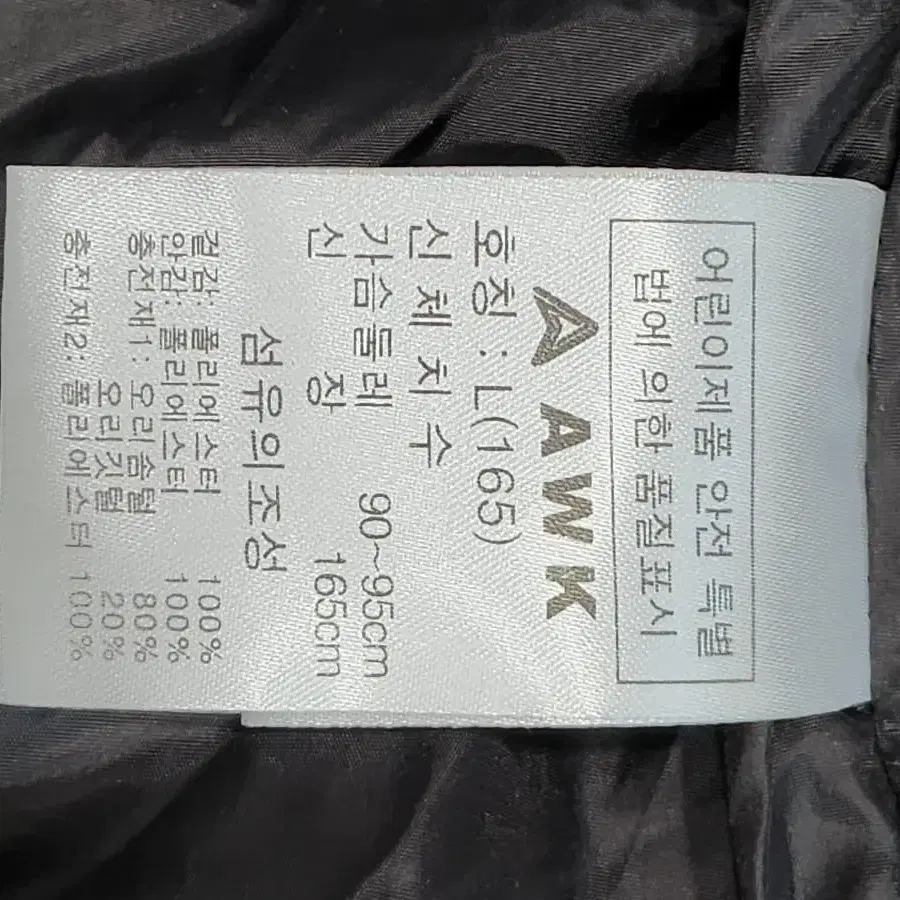 어린이제품 안전 특별
법에 의한 품질표시
AWK
호칭 : L(165)
신체치수
가슴둘레 90~95cm
신 장 165cm
섬유의조성
겉감: 폴리에스터 100%
안감: 폴리에스터 100%
충전재1: 오리솜털 80%
오리깃털 20%
충전재2: 폴리에스터 100%